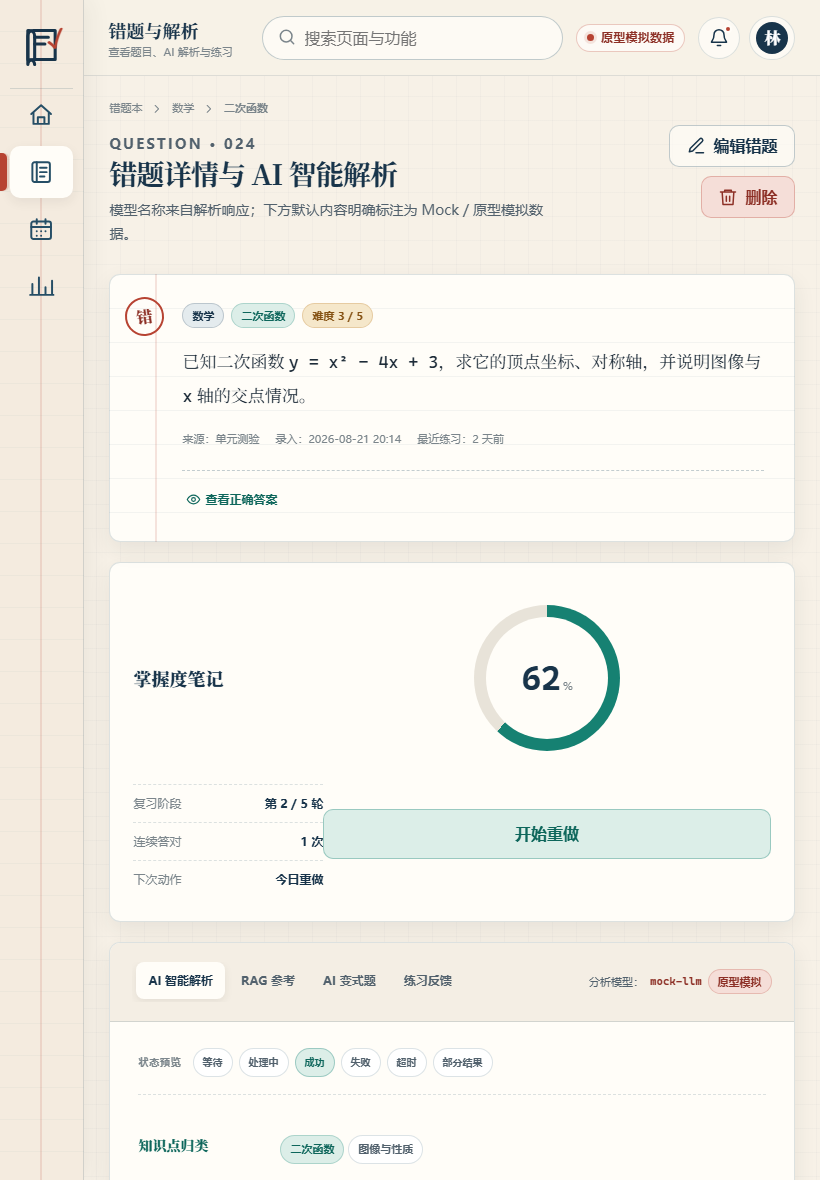 错题与解析
查看题目、AI 解析与练习
搜索页面与功能
原型模拟数据
林
错题本 > 数学 > 二次函数
QUESTION • 024
错题详情与 AI 智能解析
模型名称来自解析响应；下方默认内容明确标注为 Mock / 原型模拟数
据。
编辑错题
删除
错
数学 二次函数 难度 3 / 5
已知二次函数 y = x² − 4x + 3，求它的顶点坐标、对称轴，并说明图像与
x 轴的交点情况。
来源：单元测验 录入：2026-08-21 20:14 最近练习：2 天前
查看正确答案
掌握度笔记
62%
复习阶段 第 2 / 5 轮
连续答对 1 次
下次动作 今日重做
开始重做
AI 智能解析 RAG 参考 AI 变式题 练习反馈 分析模型： mock-llm 原型模拟
状态预览 等待 处理中 成功 失败 超时 部分结果
知识点归类 二次函数 图像与性质